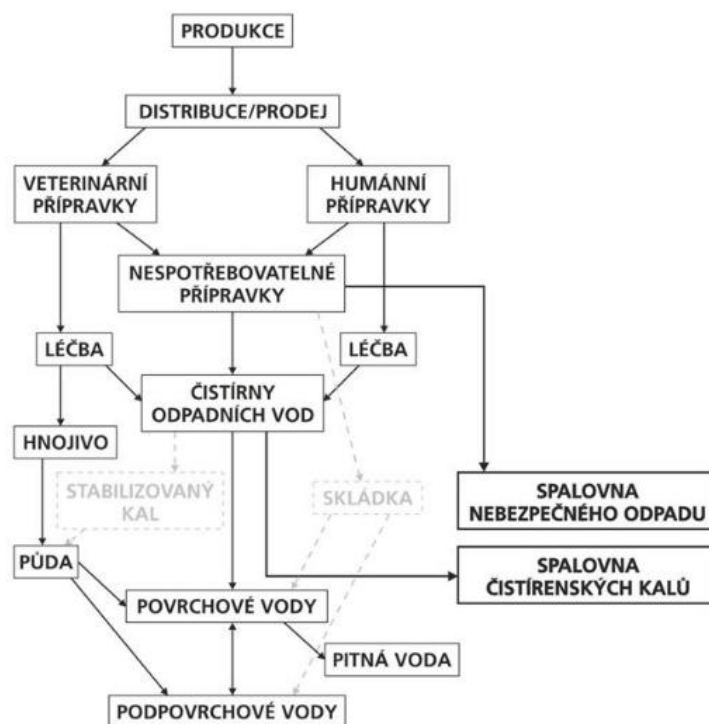 PRODUKCE
DISTRIBUCE/PRODEJ
VETERINÁRNÍ
PŘÍPRAVKY
HUMÁNNÍ
PŘÍPRAVKY
NESPOTŘEBOVATELNÉ
PŘÍPRAVKY
LÉČBA
LÉČBA
ČISTÍRNY
ODPADNÍCH VOD
HNOJIVO
STABILIZOVANÝ
KAL
SKLÁDKA
SPALOVNA
NEBEZPEČNÉHO ODPADU
PŮDA
SPALOVNA
ČISTÍRENSKÝCH KALŮ
POVRCHOVÉ VODY
PITNÁ VODA
PODPOVRCHOVÉ VODY